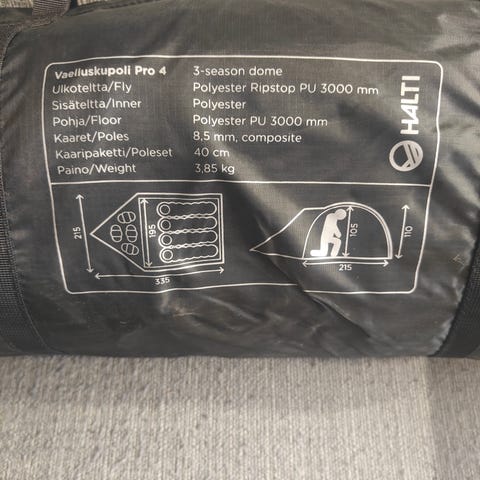 Vaelluskupoli Pro 4 3-season dome
Ulkoteltta/Fly Polyester Ripstop PU 3000 mm
Sisäteltta/Inner Polyester
Pohja/Floor Polyester PU 3000 mm
Kaaret/Poles 8,5 mm, composite
Kaaripaketti/Poleset 40 cm
Paino/Weight 3,85 kg
HALTI
215
195
335
105
110
215